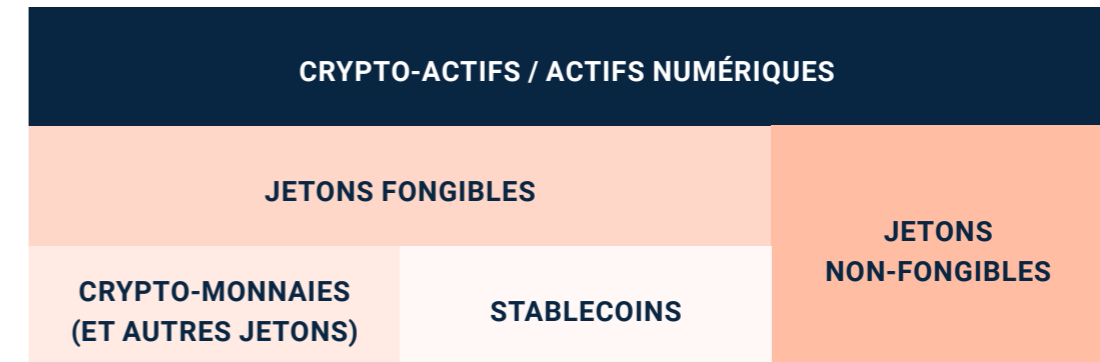 CRYPTO-ACTIFS / ACTIFS NUMÉRIQUES
JETONS FONGIBLES
JETONS
NON-FONGIBLES
CRYPTO-MONNAIES
(ET AUTRES JETONS)
STABLECOINS